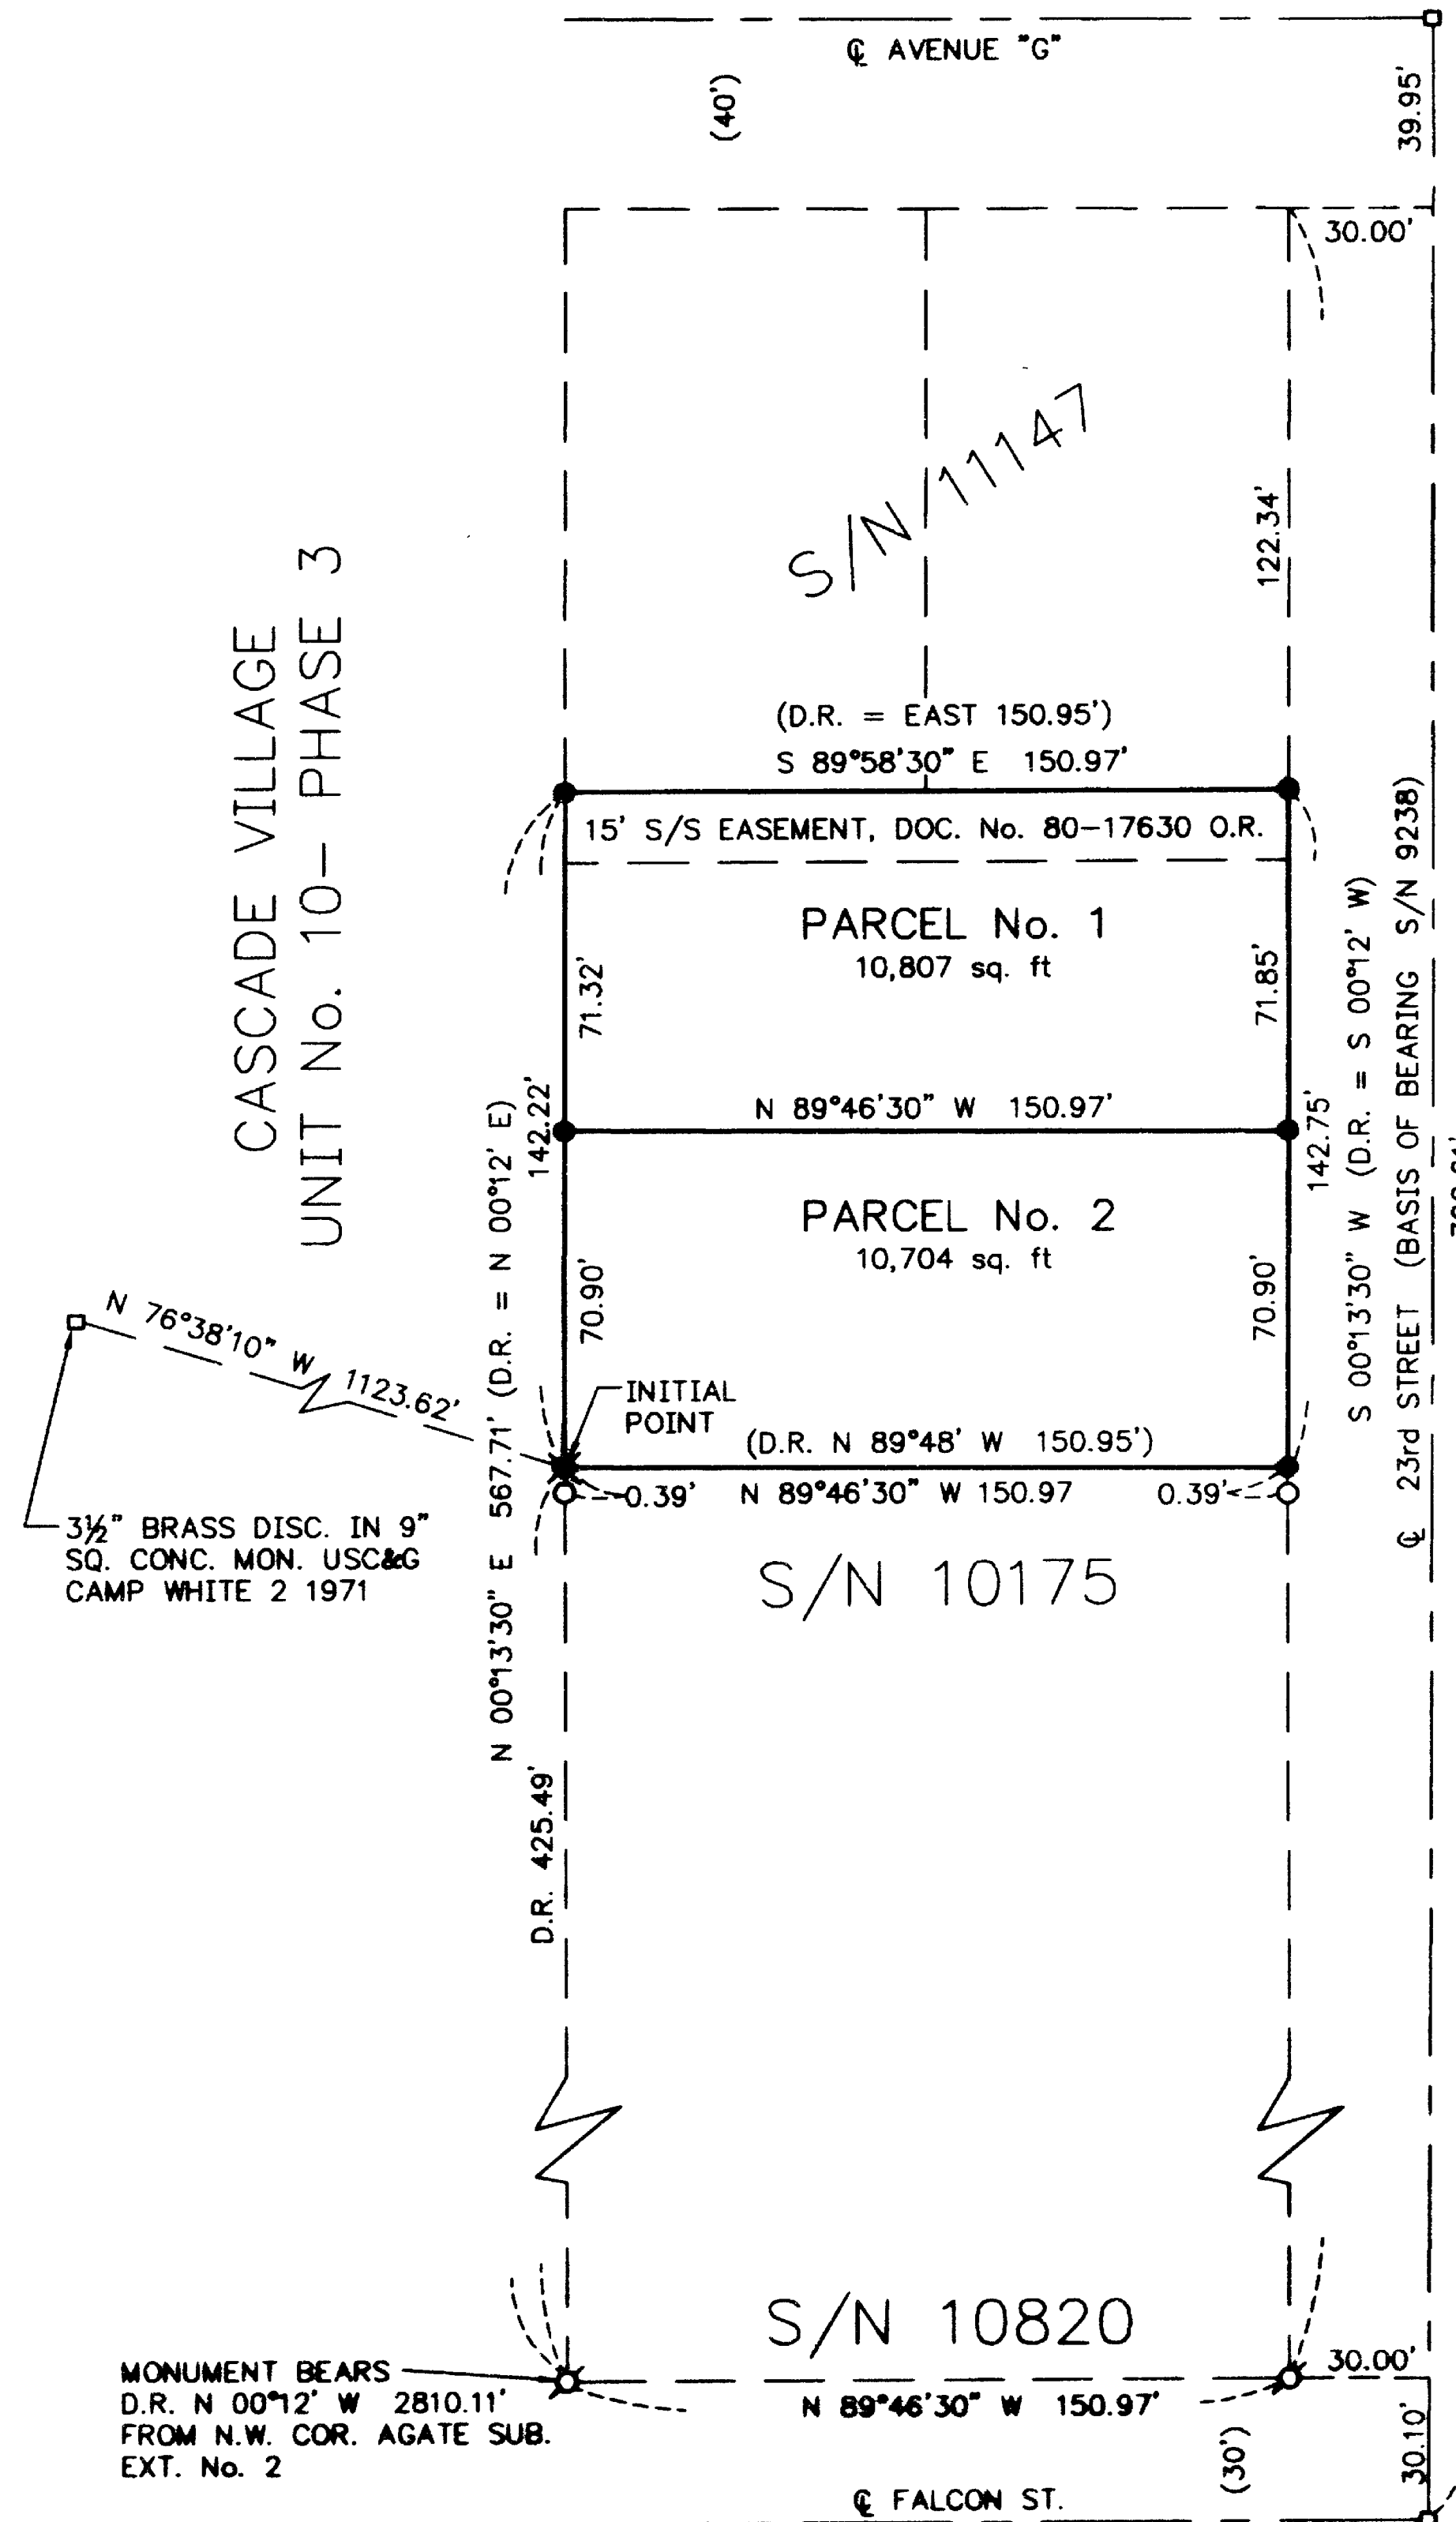 ℄ AVENUE "G"
(40')
39.95'
30.00'
S/N 11147
122.34'
CASCADE VILLAGE
UNIT No. 10– PHASE 3
(D.R. = EAST 150.95')
S 89°58'30" E 150.97'
15' S/S EASEMENT, DOC. No. 80–17630 O.R.
PARCEL No. 1
10,807 sq. ft
71.32'
71.85'
N 89°46'30" W 150.97'
142.22'
142.75'
PARCEL No. 2
10,704 sq. ft
70.90'
70.90'
N 00°13'30" E 567.71' (D.R. = N 00°12' E)
S 00°13'30" W (D.R. = S 00°12' W)
℄ 23rd STREET (BASIS OF BEARING S/N 9238)
N 76°38'10" W 1123.62'
INITIAL
POINT
(D.R. N 89°48' W 150.95')
0.39'
N 89°46'30" W 150.97
0.39'
3½" BRASS DISC. IN 9"
SQ. CONC. MON. USC&G
CAMP WHITE 2 1971
S/N 10175
D.R. 425.49'
S/N 10820
30.00'
MONUMENT BEARS
D.R. N 00°12' W 2810.11'
FROM N.W. COR. AGATE SUB.
EXT. No. 2
N 89°46'30" W 150.97'
(30')
30.10'
℄ FALCON ST.